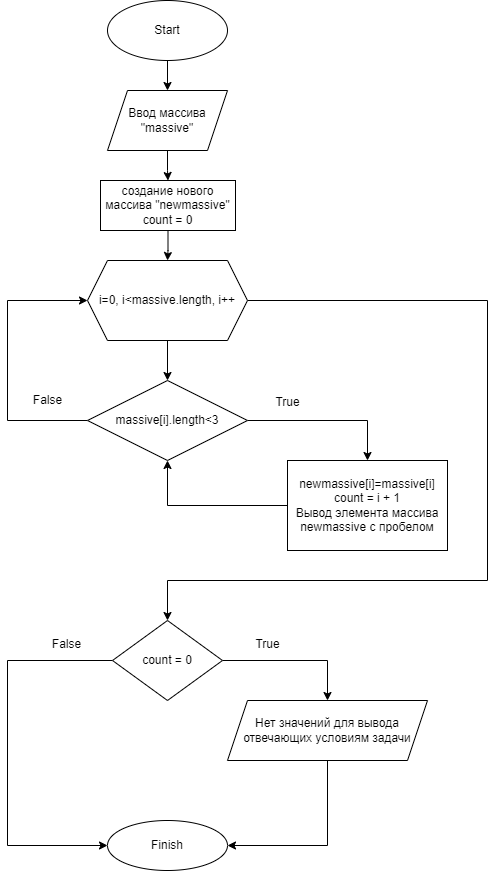 Start
Ввод массива
"massive"
создание нового
массива "newmassive"
count = 0
i=0, i<massive.length, i++
False
True
massive[i].length<3
newmassive[i]=massive[i]
count = i + 1
Вывод элемента массива
newmassive с пробелом
False
True
count = 0
Нет значений для вывода
отвечающих условиям задачи
Finish